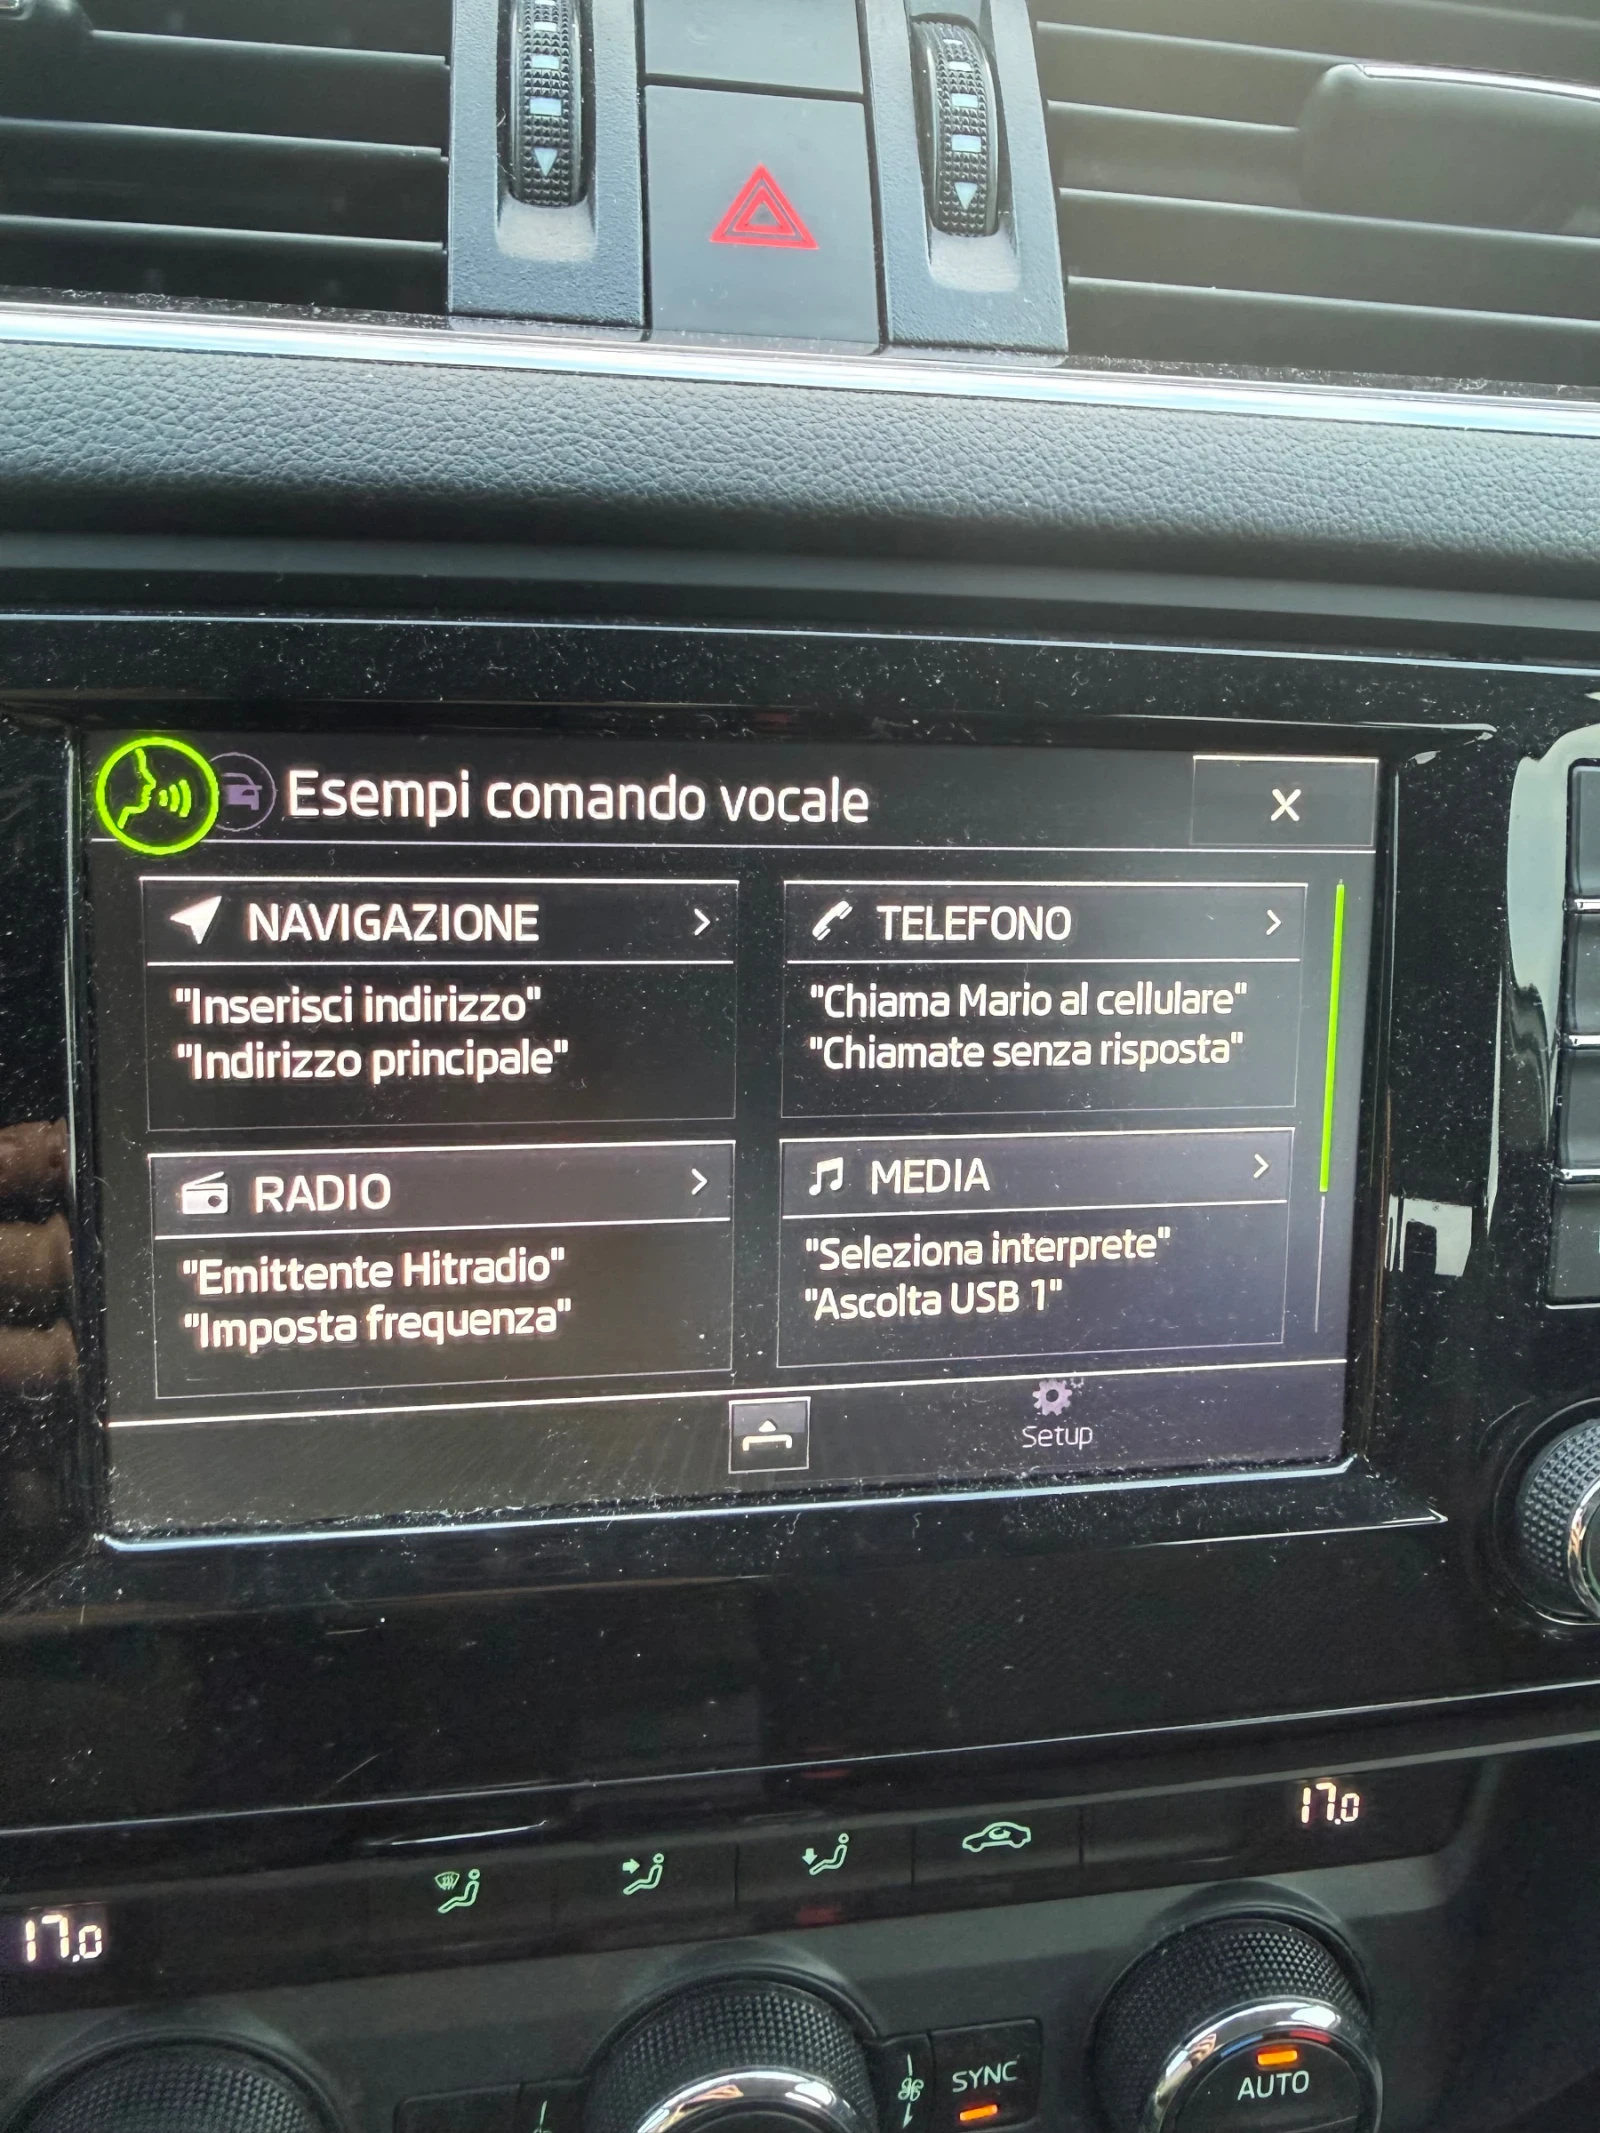 Esempi comando vocale
X
NAVIGAZIONE
"Inserisci indirizzo"
"Indirizzo principale"
TELEFONO
"Chiama Mario al cellulare"
"Chiamate senza risposta"
RADIO
"Emittente Hitradio"
"Imposta frequenza"
MEDIA
"Seleziona interprete"
"Ascolta USB 1"
Setup
17.0
17.0
SYNC
AUTO